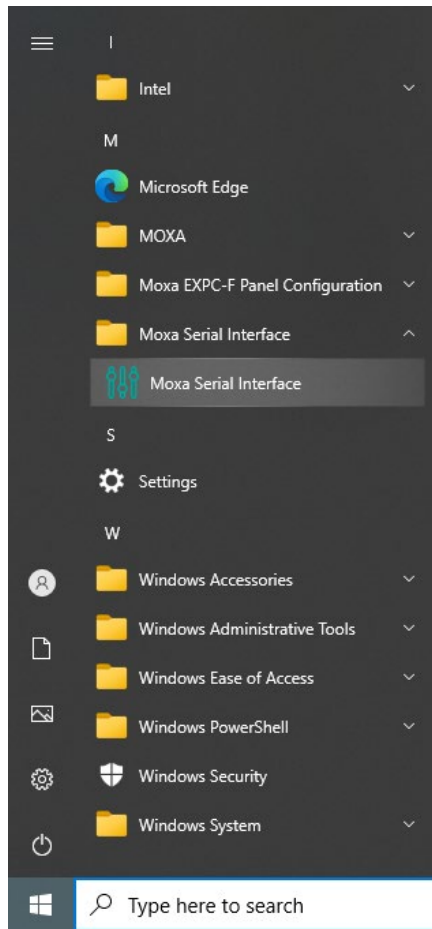 I
Intel
M
Microsoft Edge
MOXA
Moxa EXPC-F Panel Configuration
Moxa Serial Interface
Moxa Serial Interface
S
Settings
W
Windows Accessories
Windows Administrative Tools
Windows Ease of Access
Windows PowerShell
Windows Security
Windows System
Type here to search